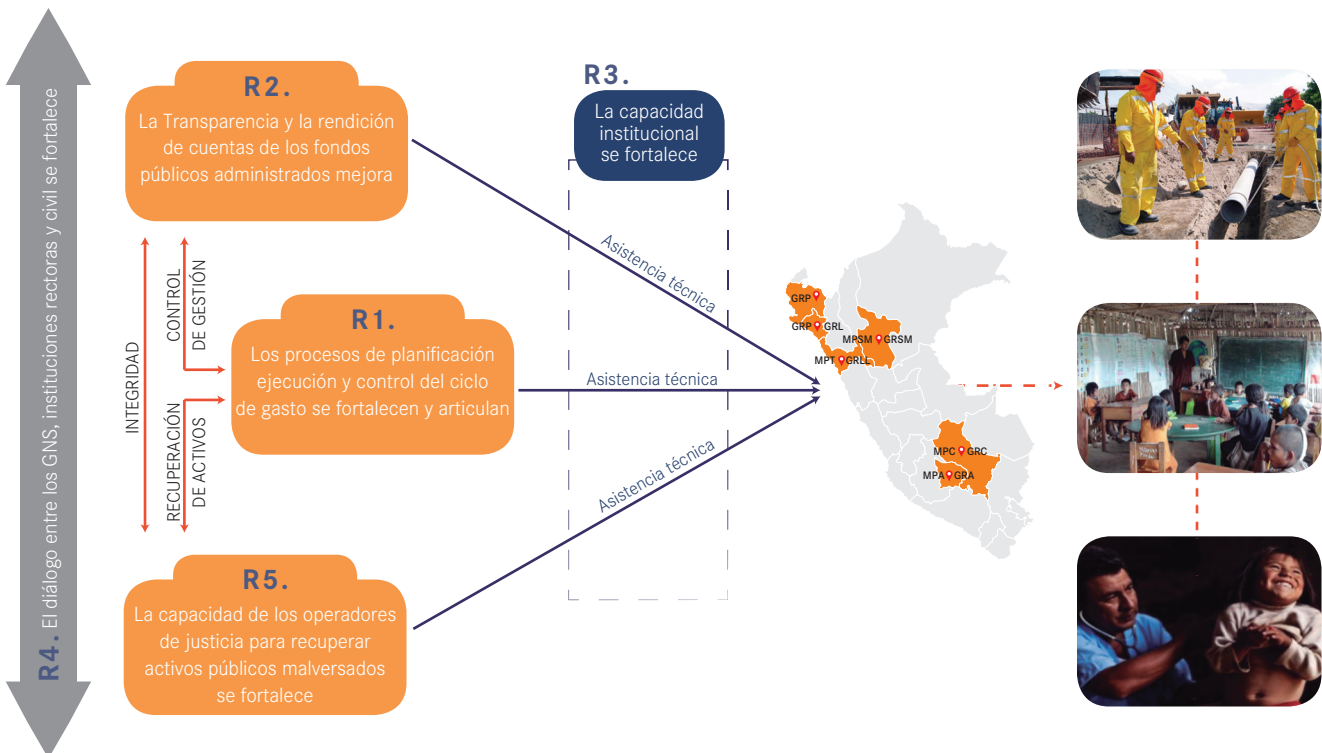 R4. El diálogo entre los GNS, instituciones rectoras y civil se fortalece
R2.
La Transparencia y la rendición
de cuentas de los fondos
públicos administrados mejora
R3.
La capacidad
institucional
se fortalece
INTEGRIDAD
CONTROL
DE GESTIÓN
RECUPERACIÓN
DE ACTIVOS
R1.
Los procesos de planificación
ejecución y control del ciclo
de gasto se fortalecen y articulan
R5.
La capacidad de los operadores
de justicia para recuperar
activos públicos malversados
se fortalece
Asistencia técnica
Asistencia técnica
Asistencia técnica
GRP
GRP GRL
MPSM GRSM
MPT GRLL
MPC GRC
MPA GRA